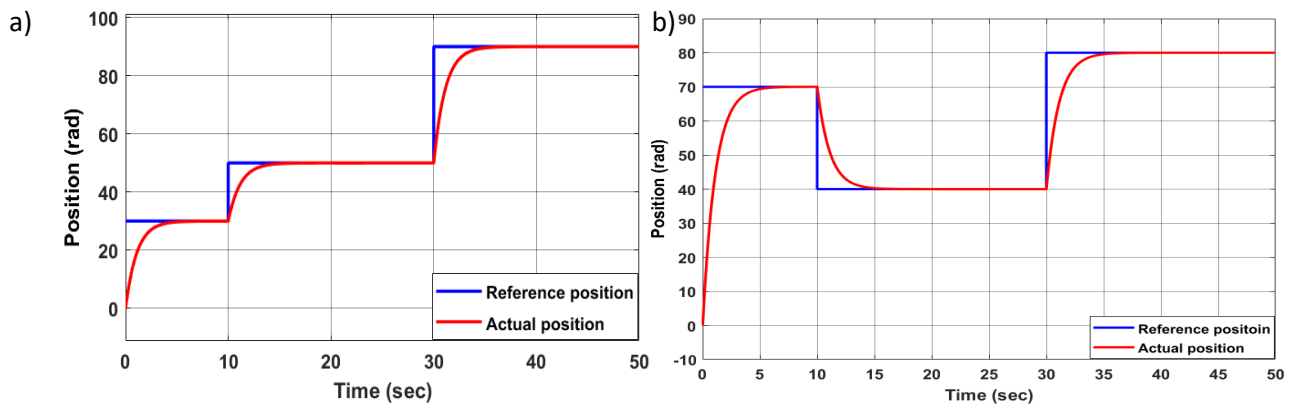 a)
100
80
60
40
20
0
Position (rad)
0 10 20 30 40 50
Time (sec)
Reference position
Actual position
b)
90
80
70
60
50
40
30
20
10
0
-10
Position (rad)
0 5 10 15 20 25 30 35 40 45 50
Time (sec)
Reference positoin
Actual position